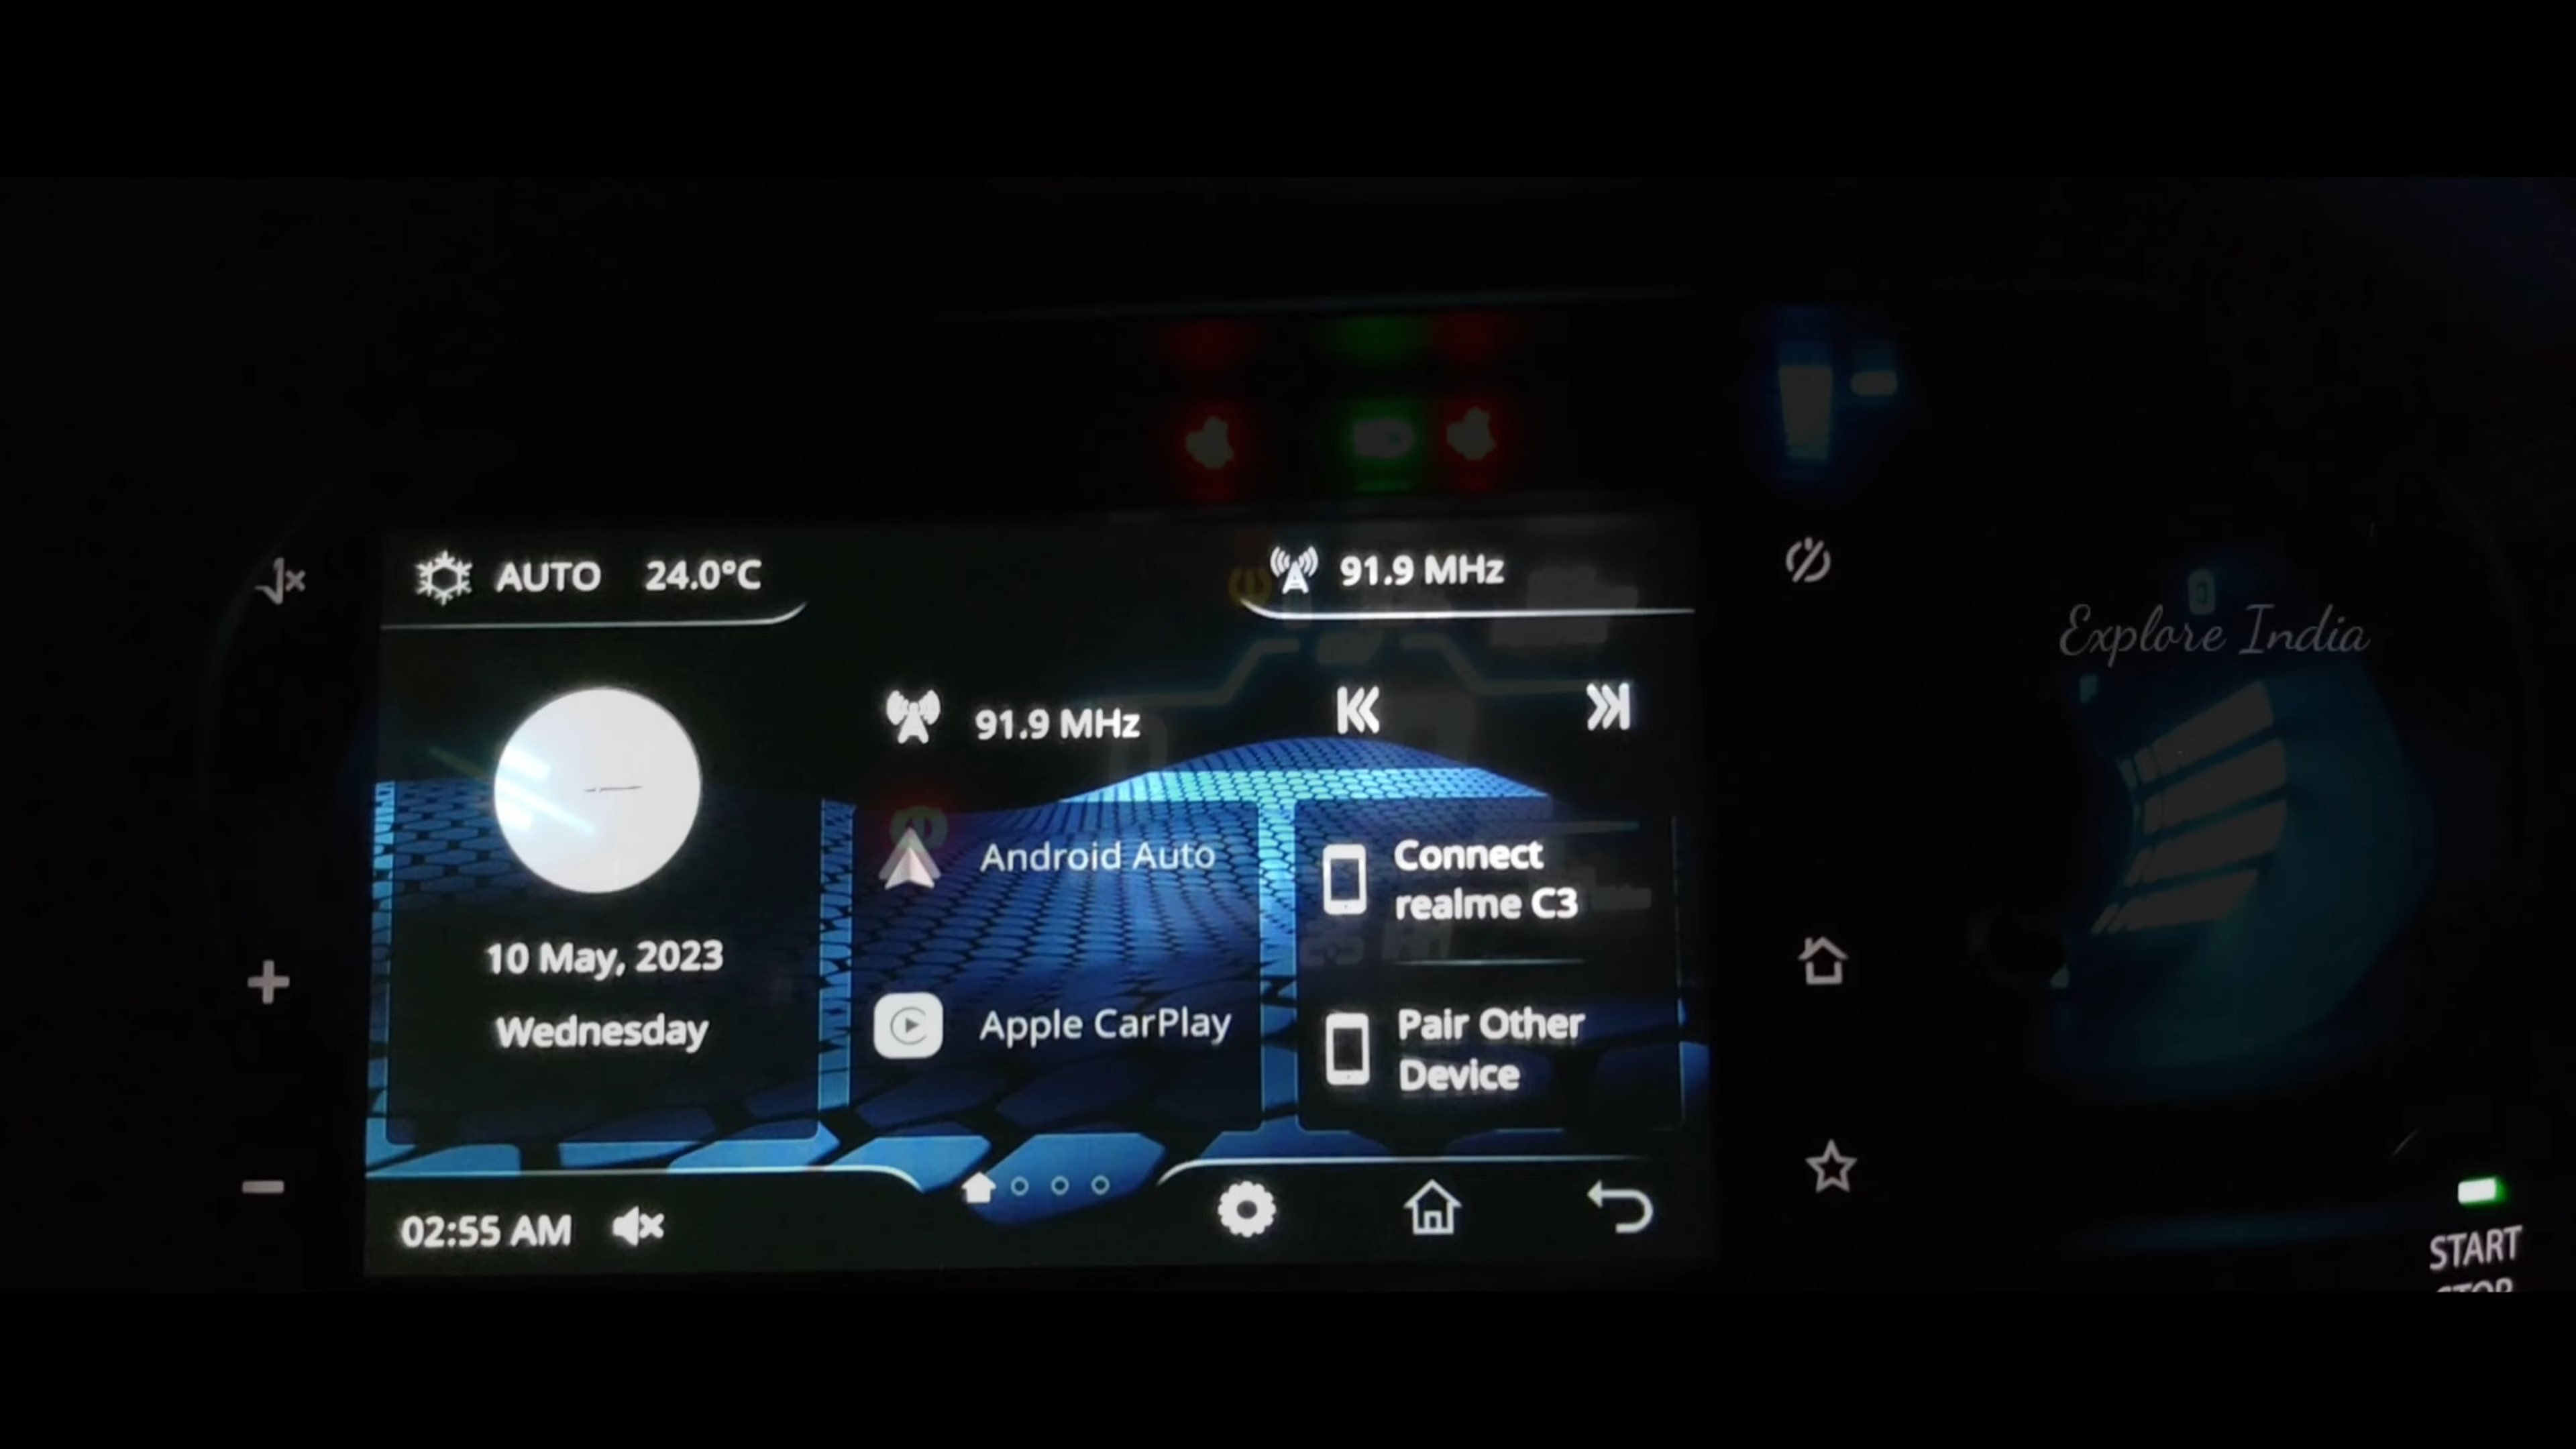 AUTO 24.0°C
91.9 MHz
91.9 MHz
Android Auto
Apple CarPlay
Connect
realme C3
Pair Other
Device
10 May, 2023
Wednesday
02:55 AM
Explore India
START
STOP